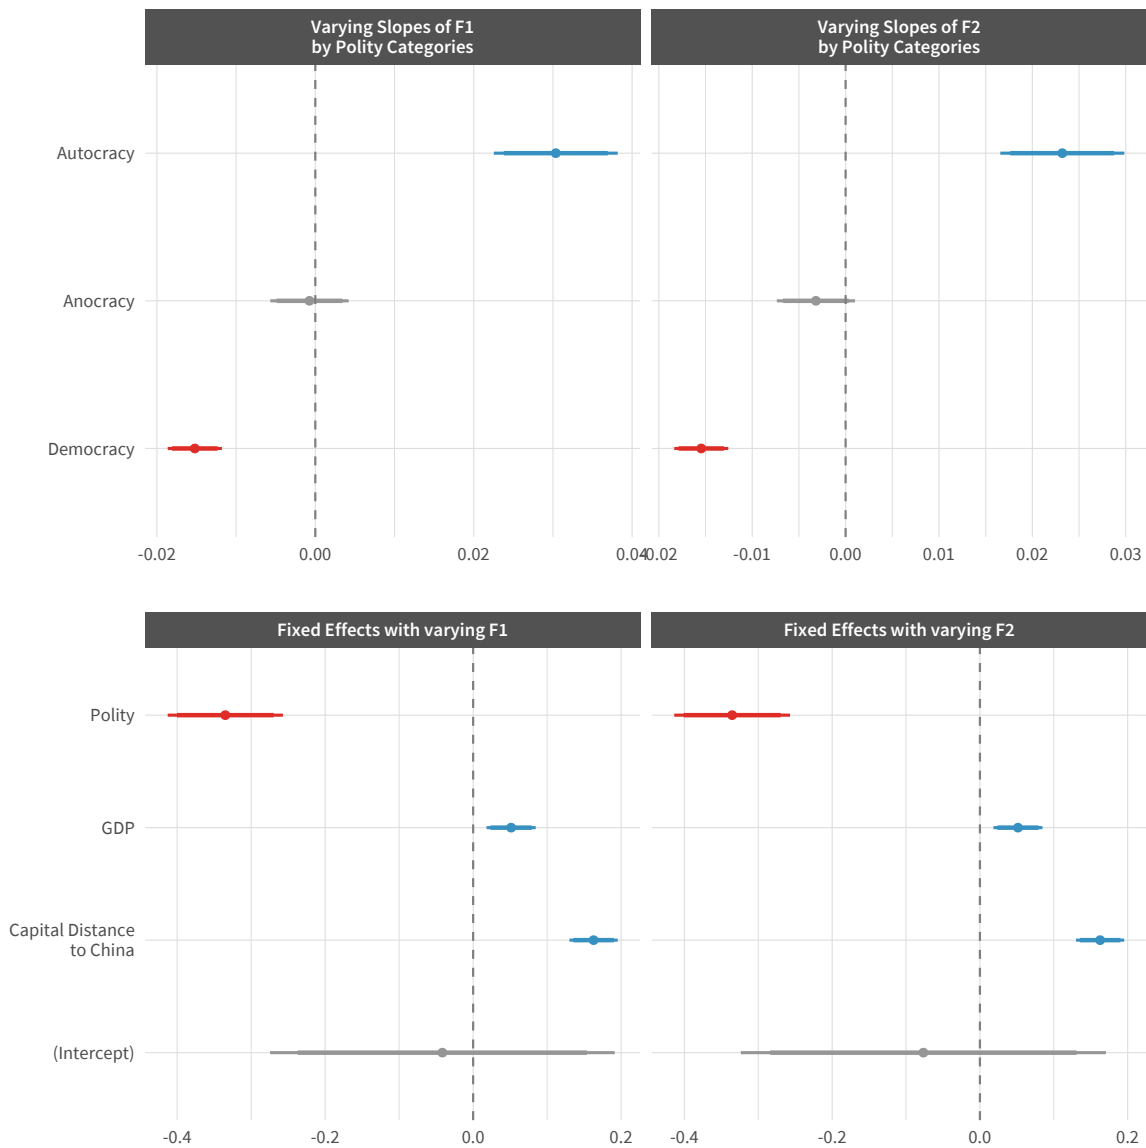 Varying Slopes of F1
by Polity Categories
Varying Slopes of F2
by Polity Categories
Autocracy
Anocracy
Democracy
-0.02 0.00 0.02 0.04
-0.02 -0.01 0.00 0.01 0.02 0.03
Fixed Effects with varying F1
Fixed Effects with varying F2
Polity
GDP
Capital Distance
to China
(Intercept)
-0.4 -0.2 0.0 0.2
-0.4 -0.2 0.0 0.2